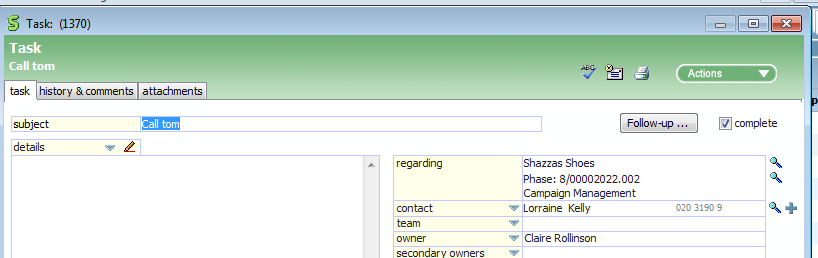 Task: (1370)
Task
Call tom
ABC
Actions
task history & comments attachments
subject Call tom Follow-up ... complete
details
regarding Shazzas Shoes
Phase: 8/00002022.002
Campaign Management
contact Lorraine Kelly 020 3190 9
team
owner Claire Rollinson
secondary owners